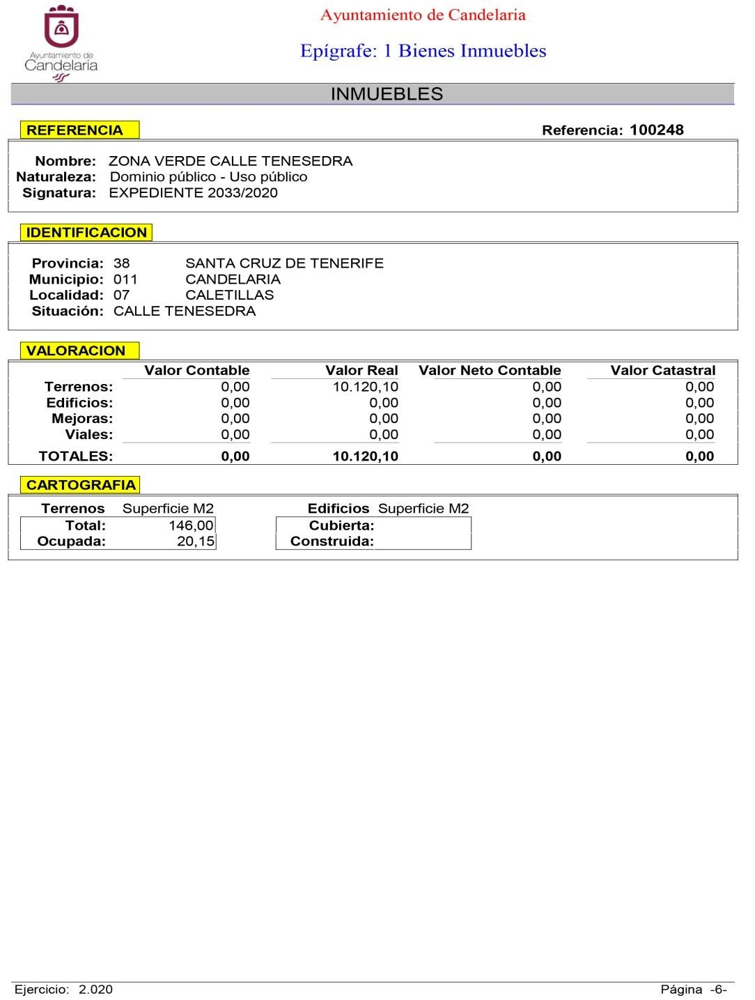 Ayuntamiento de Candelaria
Epígrafe: 1 Bienes Inmuebles
Ayuntamiento de
Candelaria
INMUEBLES
REFERENCIA Referencia: 100248
Nombre: ZONA VERDE CALLE TENESEDRA
Naturaleza: Dominio público - Uso público
Signatura: EXPEDIENTE 2033/2020
IDENTIFICACION
Provincia: 38 SANTA CRUZ DE TENERIFE
Municipio: 011 CANDELARIA
Localidad: 07 CALETILLAS
Situación: CALLE TENESEDRA
VALORACION
Valor Contable Valor Real Valor Neto Contable Valor Catastral
Terrenos: 0,00 10.120,10 0,00 0,00
Edificios: 0,00 0,00 0,00 0,00
Mejoras: 0,00 0,00 0,00 0,00
Viales: 0,00 0,00 0,00 0,00
TOTALES: 0,00 10.120,10 0,00 0,00
CARTOGRAFIA
Terrenos Superficie M2 Edificios Superficie M2
Total: 146,00 Cubierta:
Ocupada: 20,15 Construida:
Ejercicio: 2.020 Página -6-